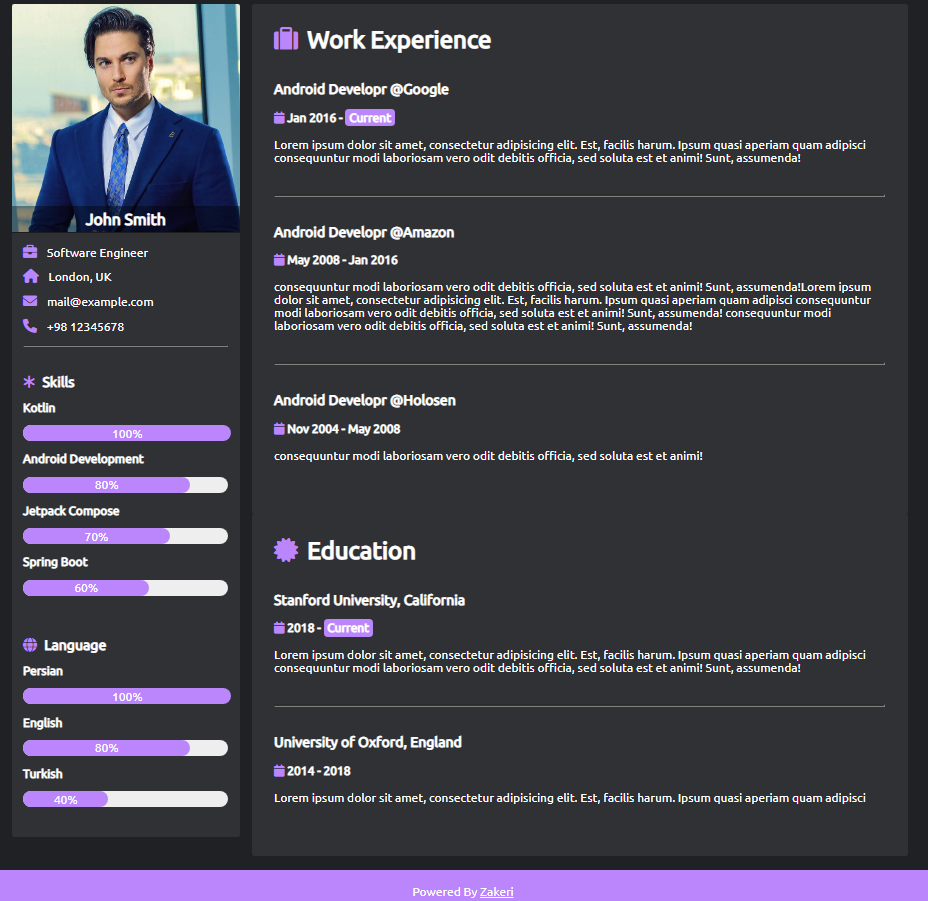 John Smith
Software Engineer
London, UK
mail@example.com
+98 12345678
Skills
Kotlin
100%
Android Development
80%
Jetpack Compose
70%
Spring Boot
60%
Language
Persian
100%
English
80%
Turkish
40%
Work Experience
Android Developr @Google
Jan 2016 - Current
Lorem ipsum dolor sit amet, consectetur adipisicing elit. Est, facilis harum. Ipsum quasi aperiam quam adipisci
consequuntur modi laboriosam vero odit debitis officia, sed soluta est et animi! Sunt, assumenda!
Android Developr @Amazon
May 2008 - Jan 2016
consequuntur modi laboriosam vero odit debitis officia, sed soluta est et animi! Sunt, assumenda!Lorem ipsum
dolor sit amet, consectetur adipisicing elit. Est, facilis harum. Ipsum quasi aperiam quam adipisci consequuntur
modi laboriosam vero odit debitis officia, sed soluta est et animi! Sunt, assumenda! consequuntur modi
laboriosam vero odit debitis officia, sed soluta est et animi! Sunt, assumenda!
Android Developr @Holosen
Nov 2004 - May 2008
consequuntur modi laboriosam vero odit debitis officia, sed soluta est et animi!
Education
Stanford University, California
2018 - Current
Lorem ipsum dolor sit amet, consectetur adipisicing elit. Est, facilis harum. Ipsum quasi aperiam quam adipisci
consequuntur modi laboriosam vero odit debitis officia, sed soluta est et animi! Sunt, assumenda!
University of Oxford, England
2014 - 2018
Lorem ipsum dolor sit amet, consectetur adipisicing elit. Est, facilis harum. Ipsum quasi aperiam quam adipisci
Powered By Zakeri